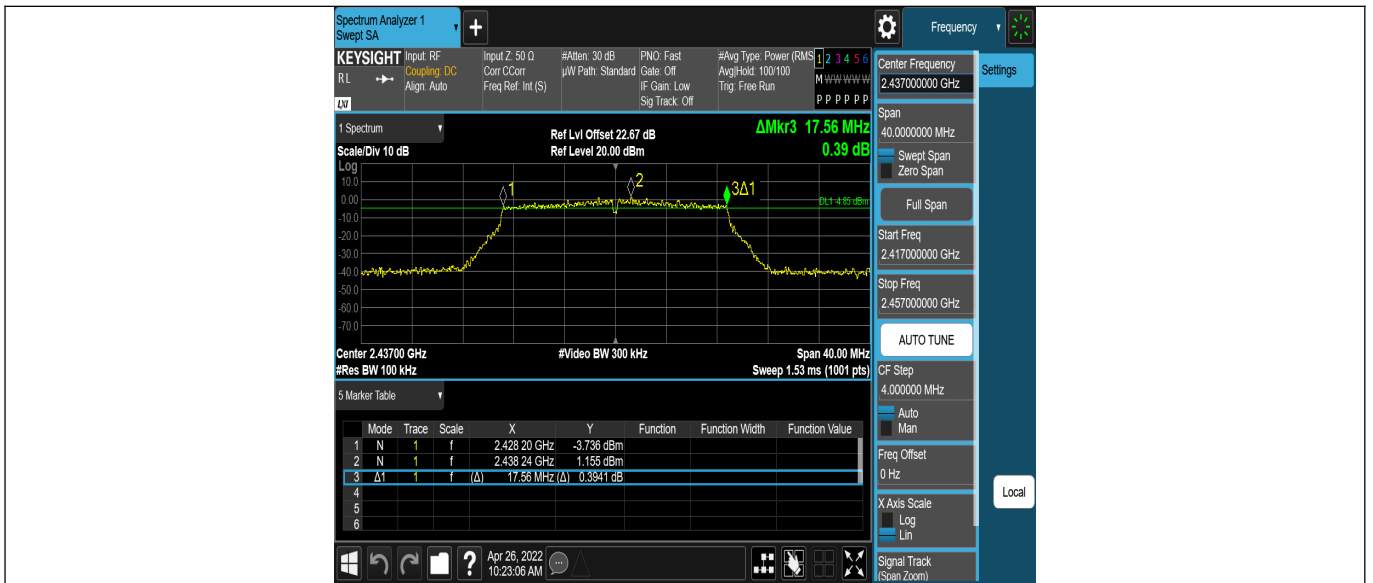 Spectrum Analyzer 1
Swept SA
+
Frequency
KEYSIGHT
Input: RF
Coupling: DC
Align: Auto
Input Z: 50 Ω
Corr CCorr
Freq Ref: Int (S)
#Atten: 30 dB
µW Path: Standard
PNO: Fast
Gate: Off
IF Gain: Low
Sig Track: Off
#Avg Type: Power (RMS
Avg|Hold: 100/100
Trig: Free Run
1 2 3 4 5 6
M W W W W W
P P P P P P
R L
LXI
1 Spectrum
Scale/Div 10 dB
Ref Lvl Offset 22.67 dB
Ref Level 20.00 dBm
ΔMkr3 17.56 MHz
0.39 dB
Log
10.0
0.00
-10.0
-20.0
-30.0
-40.0
-50.0
-60.0
-70.0
1
2
3Δ1
DL1 -4.85 dBm
Center 2.43700 GHz
#Video BW 300 kHz
Span 40.00 MHz
#Res BW 100 kHz
Sweep 1.53 ms (1001 pts)
5 Marker Table
Mode Trace Scale X Y Function Function Width Function Value
1 N 1 f 2.428 20 GHz -3.736 dBm
2 N 1 f 2.438 24 GHz 1.155 dBm
3 Δ1 1 f (Δ) 17.56 MHz (Δ) 0.3941 dB
4
5
6
?
Apr 26, 2022
10:23:06 AM
Center Frequency
2.437000000 GHz
Settings
Span
40.0000000 MHz
Swept Span
Zero Span
Full Span
Start Freq
2.417000000 GHz
Stop Freq
2.457000000 GHz
AUTO TUNE
CF Step
4.000000 MHz
Auto
Man
Freq Offset
0 Hz
Local
X Axis Scale
Log
Lin
Signal Track
(Span Zoom)